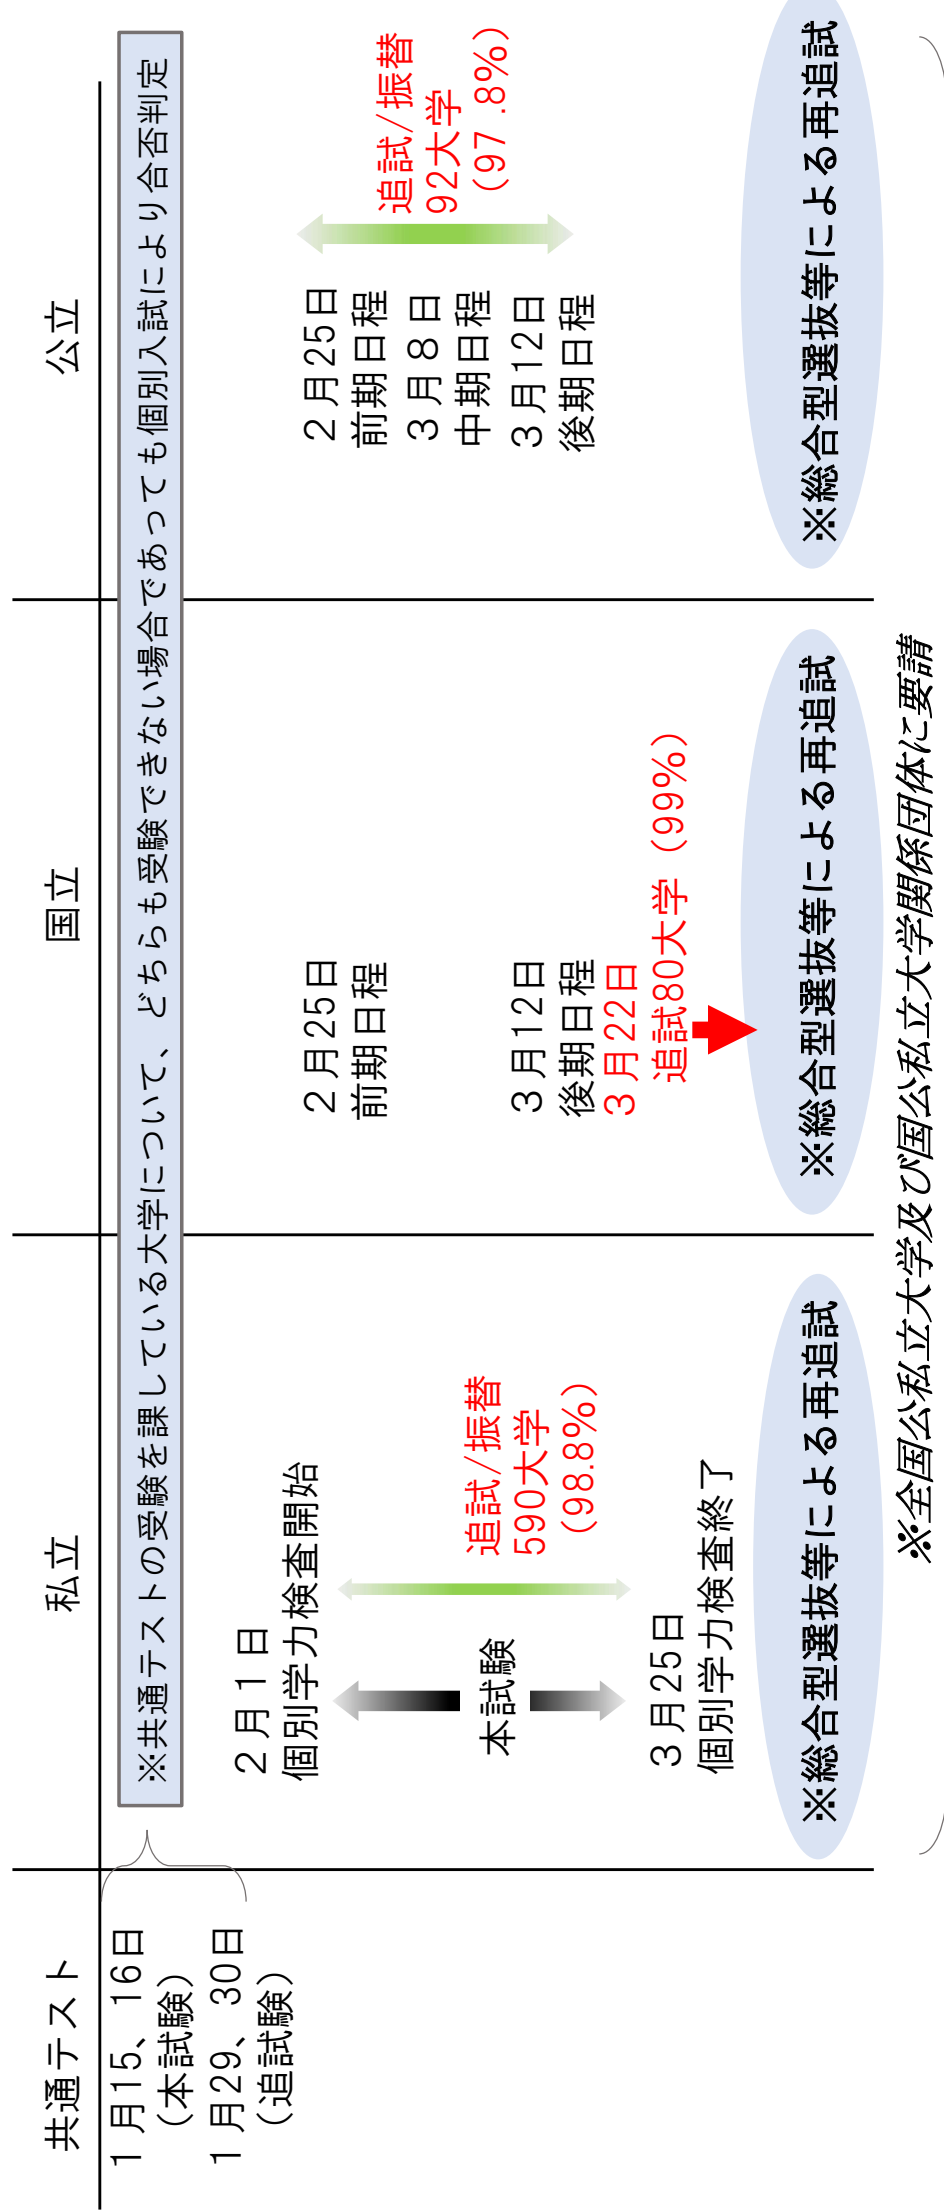 共通テスト
私立
国立
公立
１月15、16日
（本試験）
１月29、30日
（追試験）
※共通テストの受験を課している大学について、どちらも受験できない場合であっても個別入試により合否判定
２月１日
個別学力検査開始
本試験
追試/振替
590大学
（98.8%）
３月25日
個別学力検査終了
※総合型選抜等による再追試
２月25日
前期日程
３月12日
後期日程
３月22日
追試80大学（99%）
※総合型選抜等による再追試
２月25日
前期日程
３月８日
中期日程
３月12日
後期日程
追試/振替
92大学
（97.8%）
※総合型選抜等による再追試
※全国公私立大学及び国公私立大学関係団体に要請